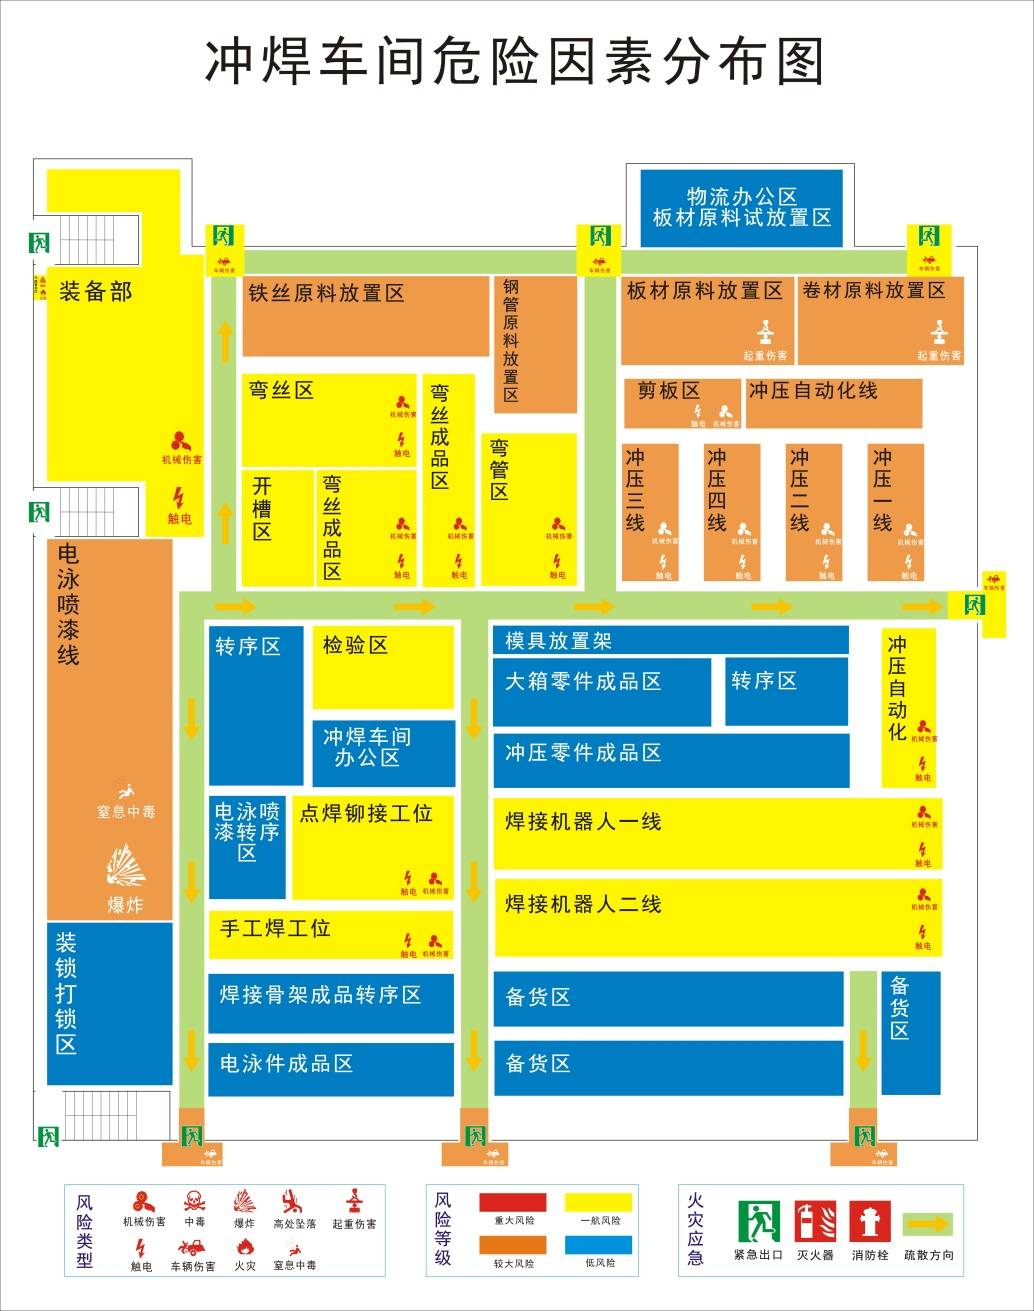 冲焊车间危险因素分布图
物流办公区
板材原料试放置区
车辆伤害
车辆伤害
车辆伤害
装备部
机械伤害
触电
铁丝原料放置区
钢管原料放置区
板材原料放置区
起重伤害
卷材原料放置区
起重伤害
弯丝区
机械伤害
触电
弯丝成品区
机械伤害
触电
剪板区
触电
机械伤害
冲压自动化线
开槽区
弯丝成品区
机械伤害
触电
弯管区
机械伤害
触电
冲压三线
机械伤害
触电
冲压四线
机械伤害
触电
冲压二线
机械伤害
触电
冲压一线
机械伤害
触电
车辆伤害
电泳喷漆线
窒息中毒
爆炸
转序区
检验区
模具放置架
大箱零件成品区
转序区
冲压自动化
机械伤害
触电
冲焊车间
办公区
冲压零件成品区
电泳喷
漆转序
区
点焊铆接工位
触电
机械伤害
焊接机器人一线
机械伤害
触电
手工焊工位
触电
机械伤害
焊接机器人二线
机械伤害
触电
装锁打锁区
焊接骨架成品转序区
备货区
备货区
电泳件成品区
备货区
车辆伤害
车辆伤害
车辆伤害
风险类型
机械伤害
中毒
爆炸
高处坠落
起重伤害
触电
车辆伤害
火灾
窒息中毒
风险等级
重大风险
一航风险
较大风险
低风险
火灾应急
紧急出口
灭火器
消防栓
疏散方向